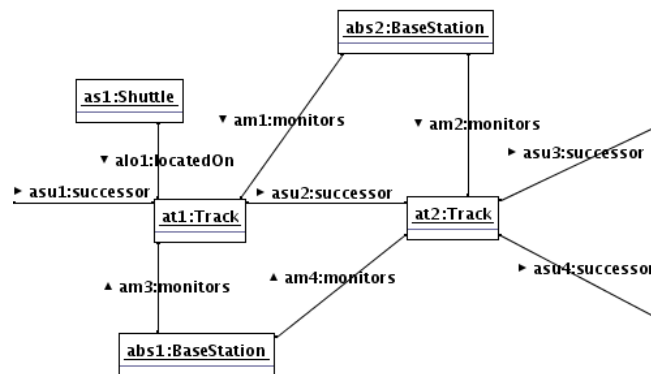 abs2:BaseStation
as1:Shuttle
▼ am1:monitors
▼ am2:monitors
▼ alo1:locatedOn
► asu3:successor
► asu1:successor
► asu2:successor
at1:Track
at2:Track
► asu4:successor
▲ am3:monitors
▲ am4:monitors
abs1:BaseStation